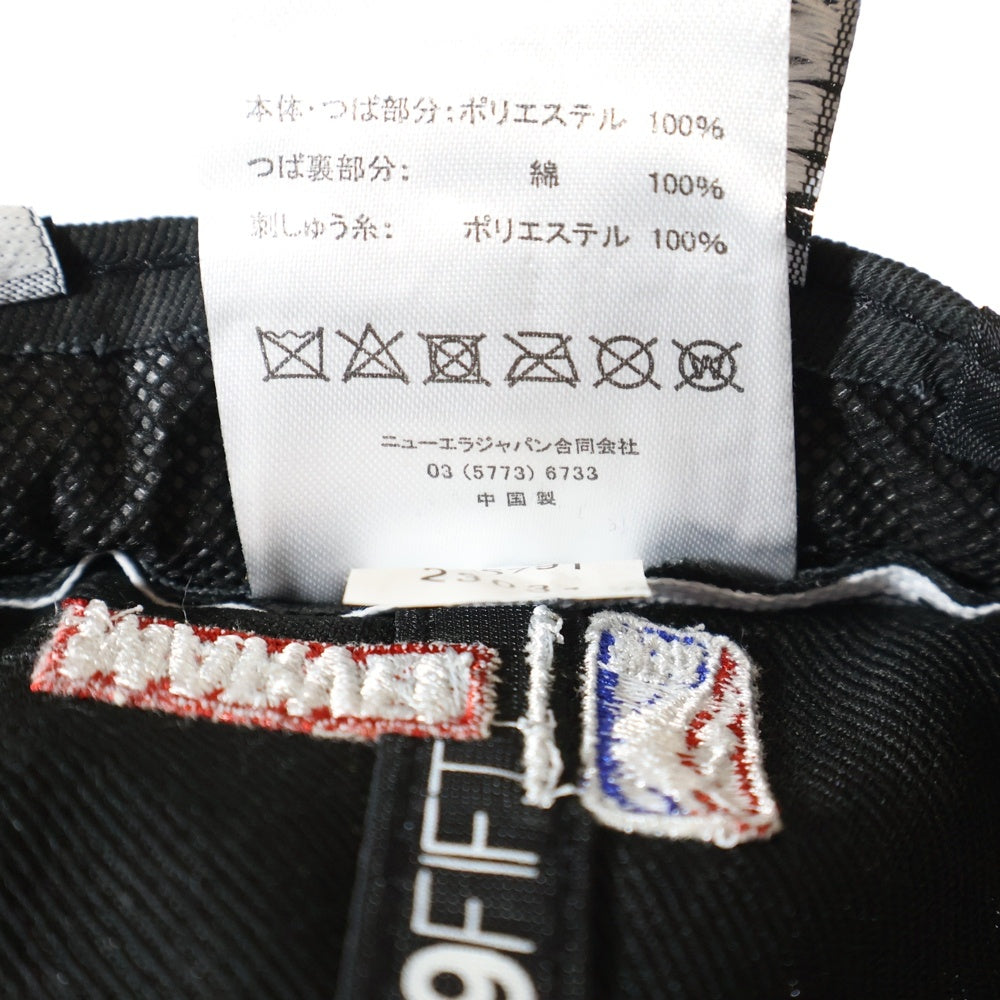 本体・つば部分:ポリエステル 100%
つば裏部分: 綿 100%
刺しゅう糸: ポリエステル 100%
ニューエラジャパン合同会社
03 (5773) 6733
中国製
9FIFT